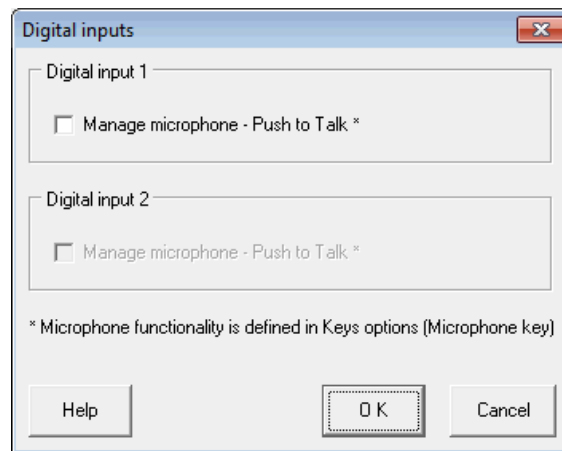 Digital inputs
Digital input 1
Manage microphone - Push to Talk *
Digital input 2
Manage microphone - Push to Talk *
* Microphone functionality is defined in Keys options (Microphone key)
Help
O K
Cancel